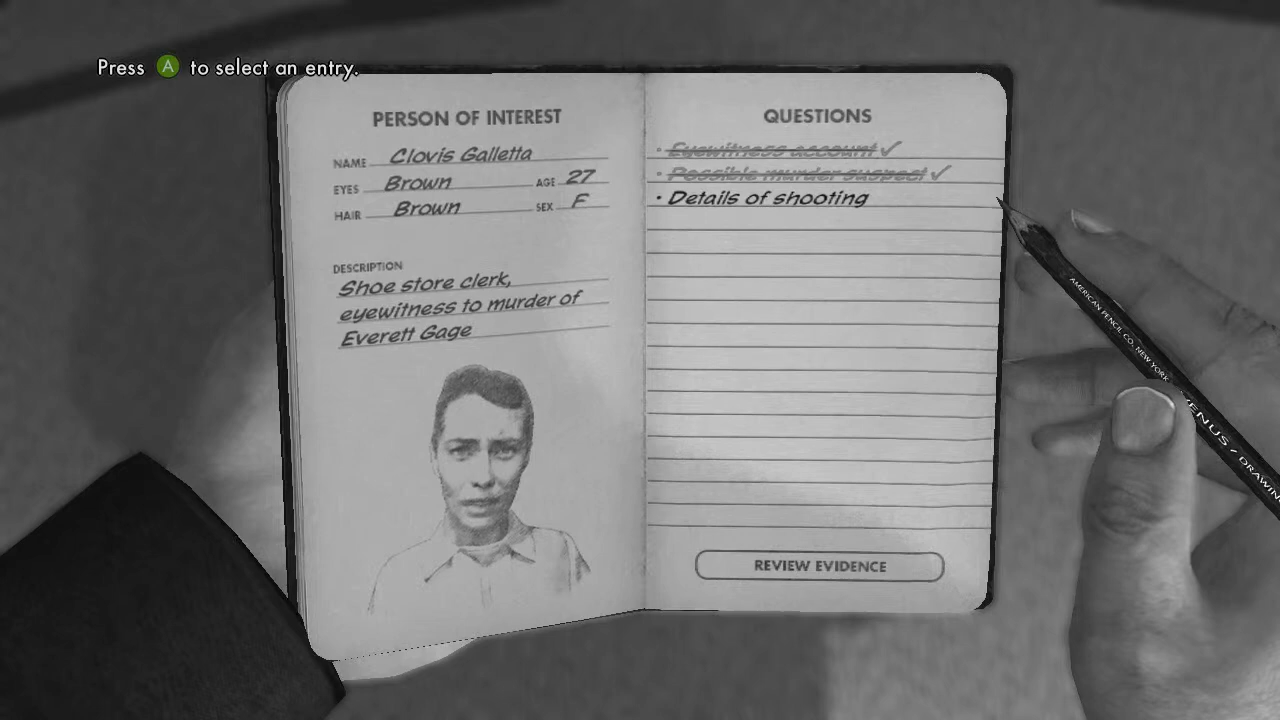 Press A to select an entry.
PERSON OF INTEREST
NAME Clovis Galletta
EYES Brown AGE 27
HAIR Brown SEX F
DESCRIPTION
Shoe store clerk,
eyewitness to murder of
Everett Gage
QUESTIONS
· Eyewitness account ✓
· Possible murder suspect ✓
· Details of shooting
REVIEW EVIDENCE
AMERICAN PENCIL CO. NEW YORK VENUS / DRAWIN